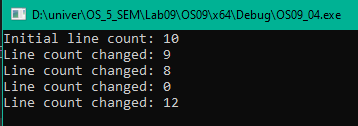 D:\univer\OS_5_SEM\Lab09\OS09\x64\Debug\OS09_04.exe
Initial line count: 10
Line count changed: 9
Line count changed: 8
Line count changed: 0
Line count changed: 12